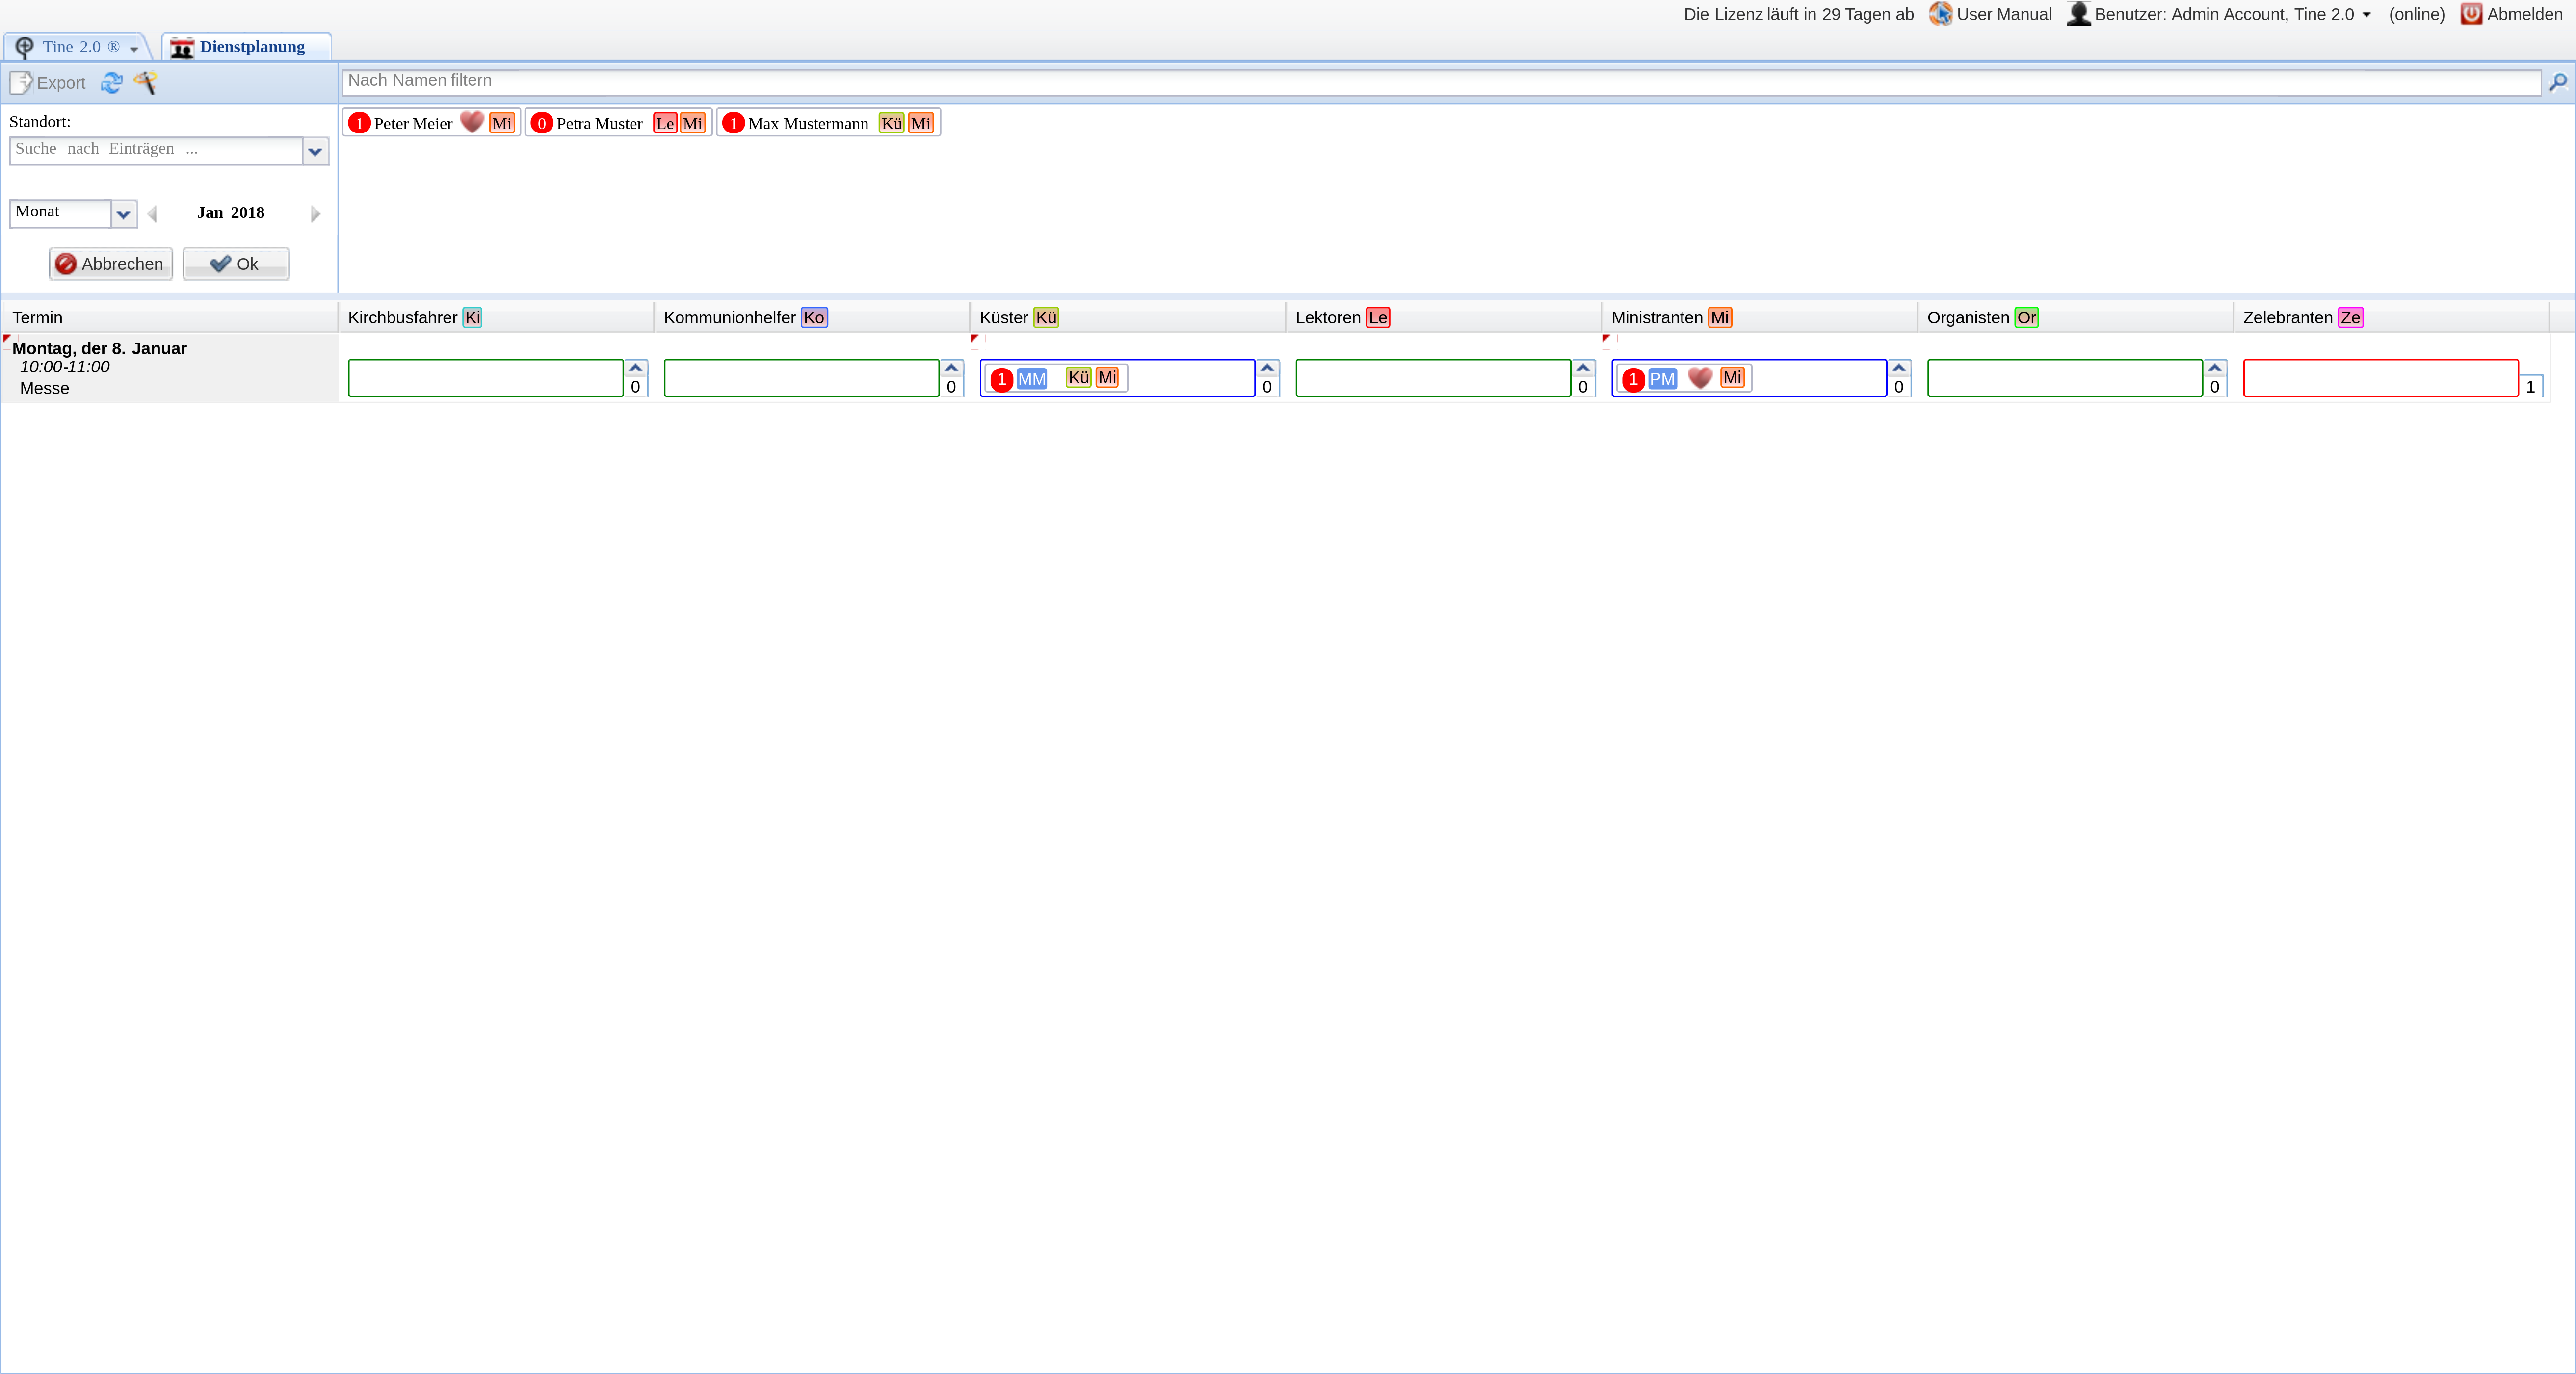 Die Lizenz läuft in 29 Tagen ab User Manual Benutzer: Admin Account, Tine 2.0 (online) Abmelden
Tine 2.0 ® Dienstplanung
Export Nach Namen filtern
Standort:
1 Peter Meier Mi 0 Petra Muster Le Mi 1 Max Mustermann Kü Mi
Suche nach Einträgen ...
Monat Jan 2018
Abbrechen Ok
Termin Kirchbusfahrer Ki Kommunionhelfer Ko Küster Kü Lektoren Le Ministranten Mi Organisten Or Zelebranten Ze
Montag, der 8. Januar
10:00-11:00
Messe
0 0 1 MM Kü Mi 0 0 1 PM Mi 0 0 1